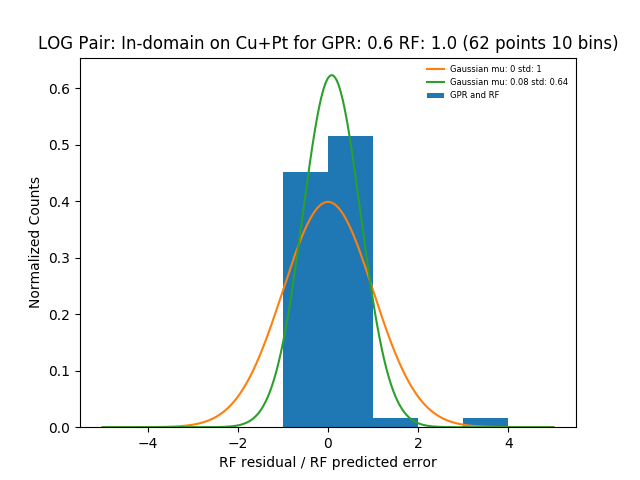 LOG Pair: In-domain on Cu+Pt for GPR: 0.6 RF: 1.0 (62 points 10 bins)
Gaussian mu: 0 std: 1
Gaussian mu: 0.08 std: 0.64
GPR and RF
Normalized Counts
0.6
0.5
0.4
0.3
0.2
0.1
0.0
−4 −2 0 2 4
RF residual / RF predicted error